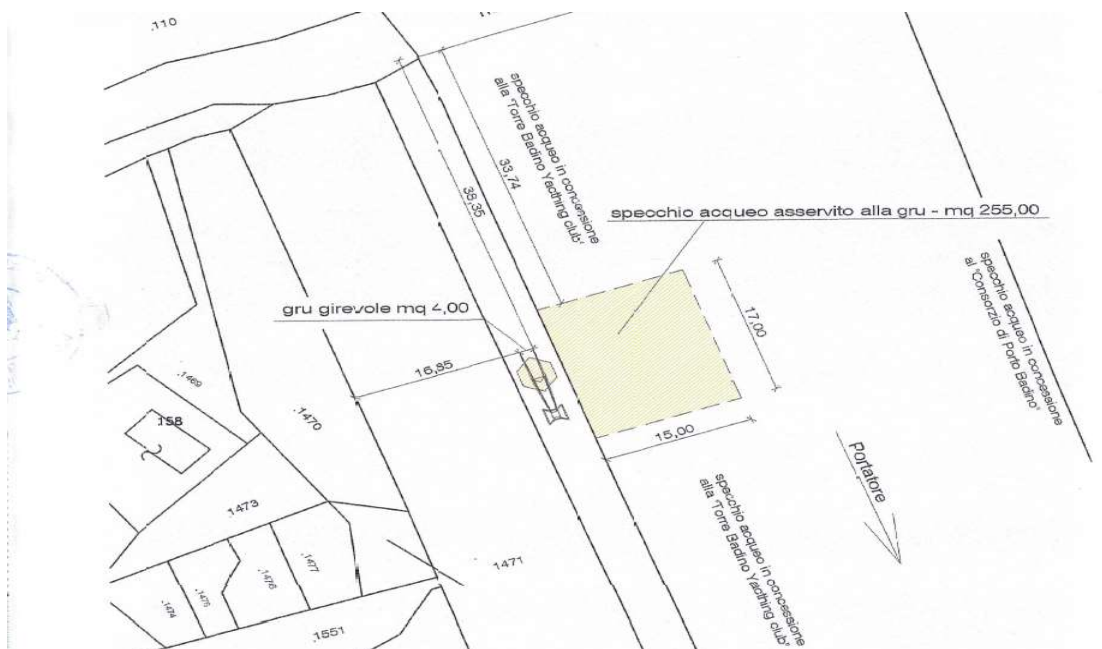 .110
specchio acqueo in concessione
alla "Torre Badino Yacthing club"
33,74
38,35
specchio acqueo asservito alla gru - mq 255,00
specchio acqueo in concessione
al "Consorzio di Porto Badino"
gru girevole mq 4,00
17,00
16,85
15,00
.1469
.1470
158
Portatore
.1473
specchio acqueo in concessione
alla "Torre Badino Yacthing club"
1471
.1477
.1476
.1475
.1474
.1551